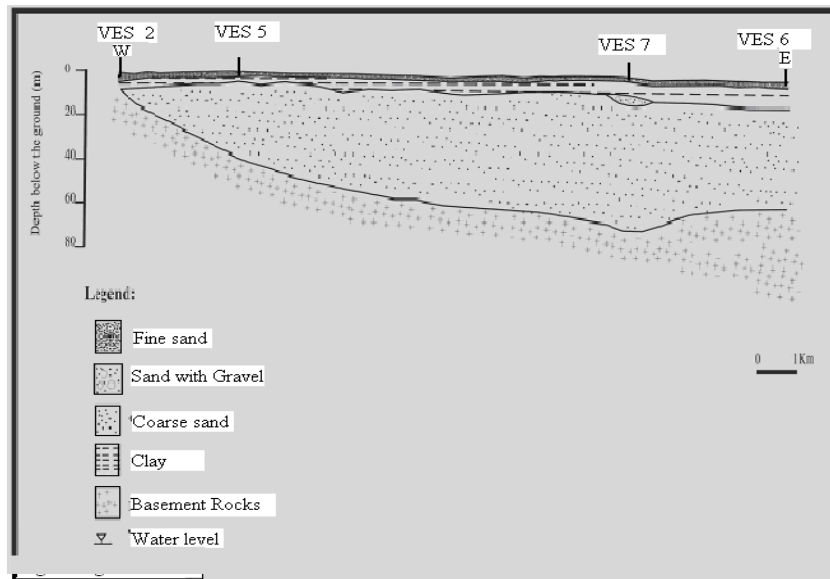 VES 2
VES 5
VES 7
VES 6
W
E
Depth below the ground (m)
0
20
40
60
80
Legend:
Fine sand
Sand with Gravel
Coarse sand
Clay
Basement Rocks
Water level
0 1Km